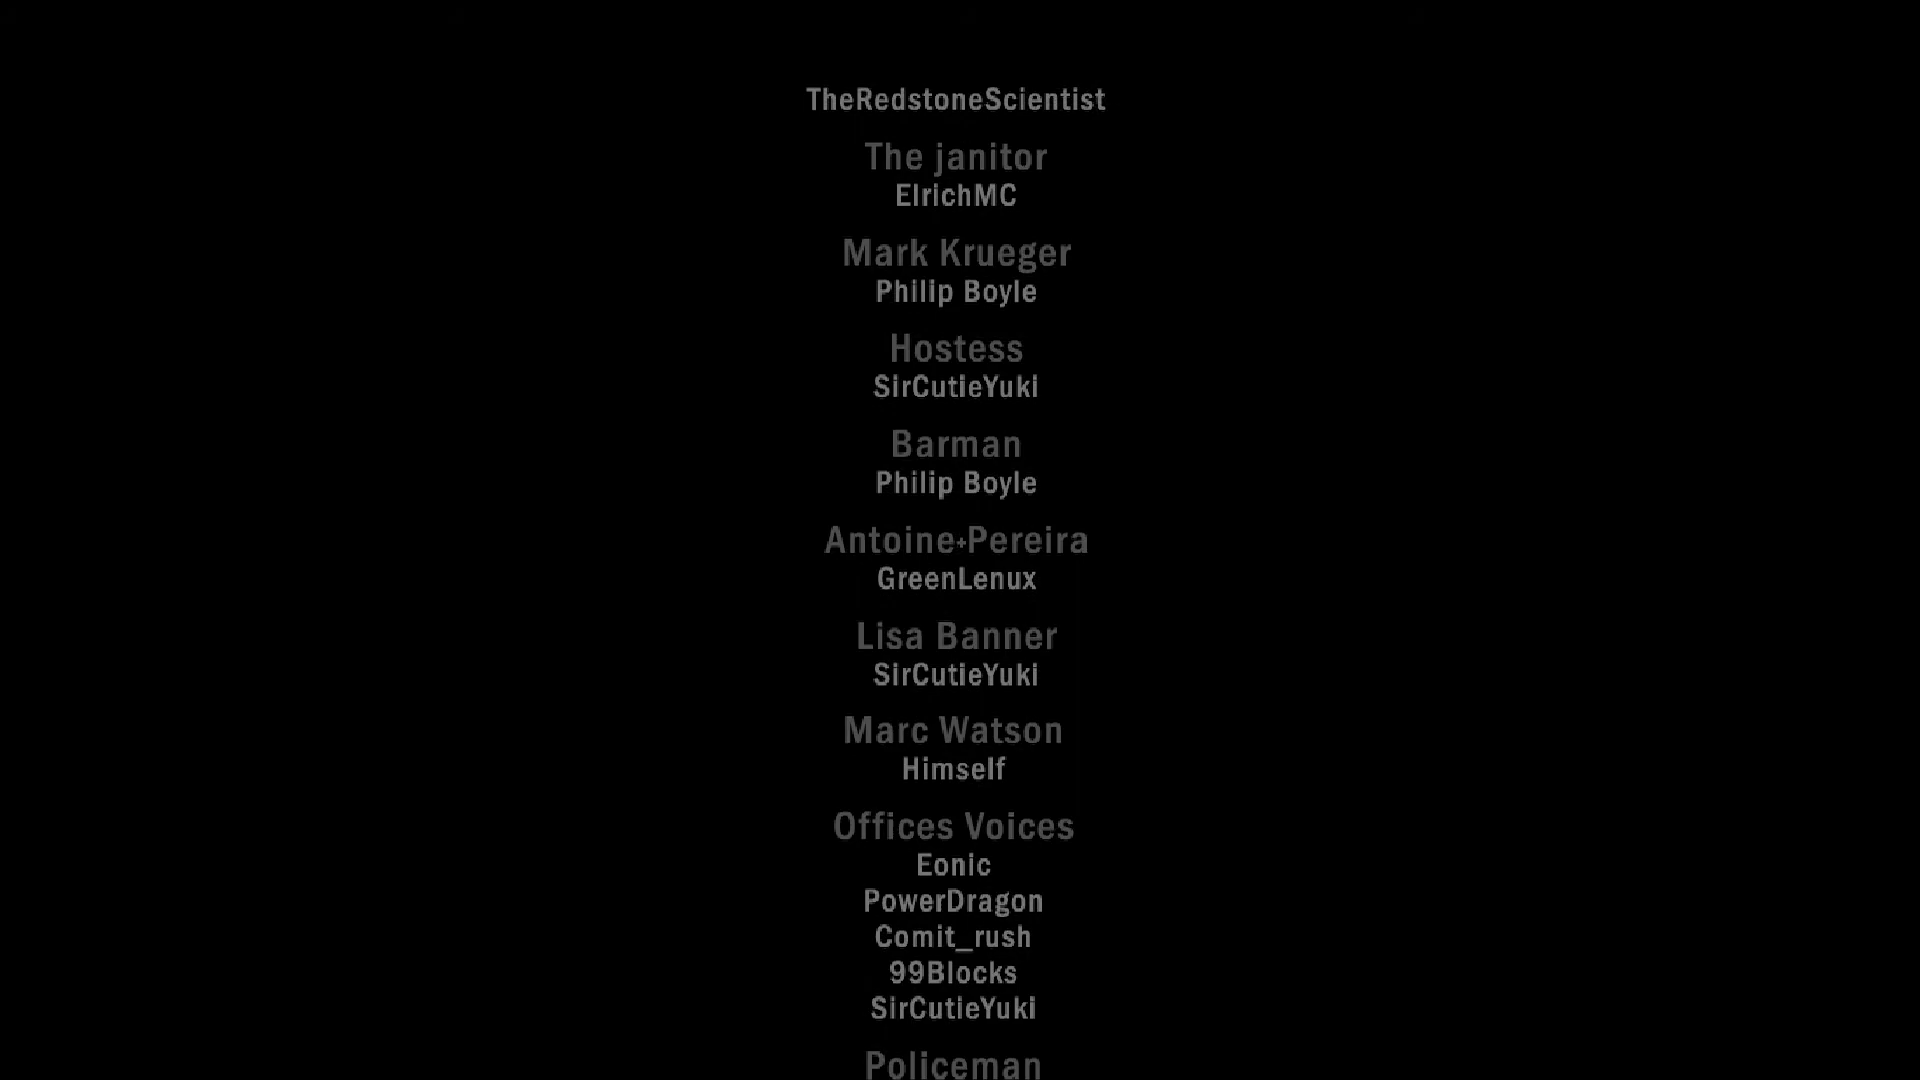 TheRedstoneScientist
The janitor
ElrichMC
Mark Krueger
Philip Boyle
Hostess
SirCutieYuki
Barman
Philip Boyle
Antoine+Pereira
GreenLenux
Lisa Banner
SirCutieYuki
Marc Watson
Himself
Offices Voices
Eonic
PowerDragon
Comit_rush
99Blocks
SirCutieYuki
Policeman